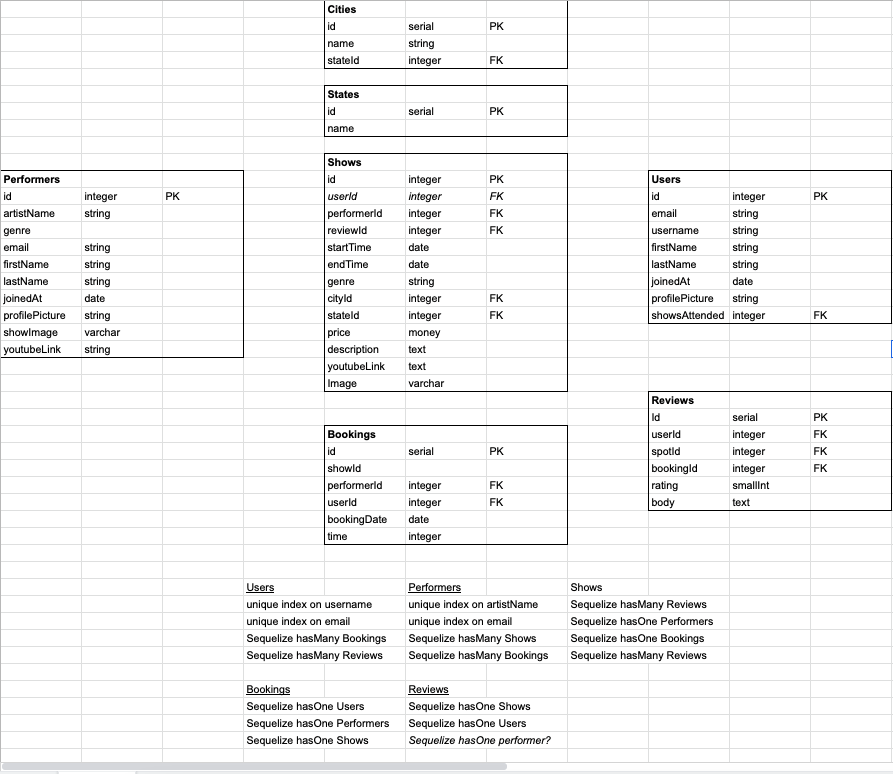 Cities
id serial PK
name string
stateId integer FK
States
id serial PK
name
Performers
id integer PK
artistName string
genre
email string
firstName string
lastName string
joinedAt date
profilePicture string
showImage varchar
youtubeLink string
Shows
id integer PK
userId integer FK
performerId integer FK
reviewId integer FK
startTime date
endTime date
genre string
cityId integer FK
stateId integer FK
price money
description text
youtubeLink text
Image varchar
Users
id integer PK
email string
username string
firstName string
lastName string
joinedAt date
profilePicture string
showsAttended integer FK
Reviews
Id serial PK
userId integer FK
spotId integer FK
bookingId integer FK
rating smallInt
body text
Bookings
id serial PK
showId
performerId integer FK
userId integer FK
bookingDate date
time integer
Users
unique index on username
unique index on email
Sequelize hasMany Bookings
Sequelize hasMany Reviews
Performers
unique index on artistName
unique index on email
Sequelize hasMany Shows
Sequelize hasMany Bookings
Shows
Sequelize hasMany Reviews
Sequelize hasOne Performers
Sequelize hasOne Bookings
Sequelize hasMany Reviews
Bookings
Sequelize hasOne Users
Sequelize hasOne Performers
Sequelize hasOne Shows
Reviews
Sequelize hasOne Shows
Sequelize hasOne Users
Sequelize hasOne performer?